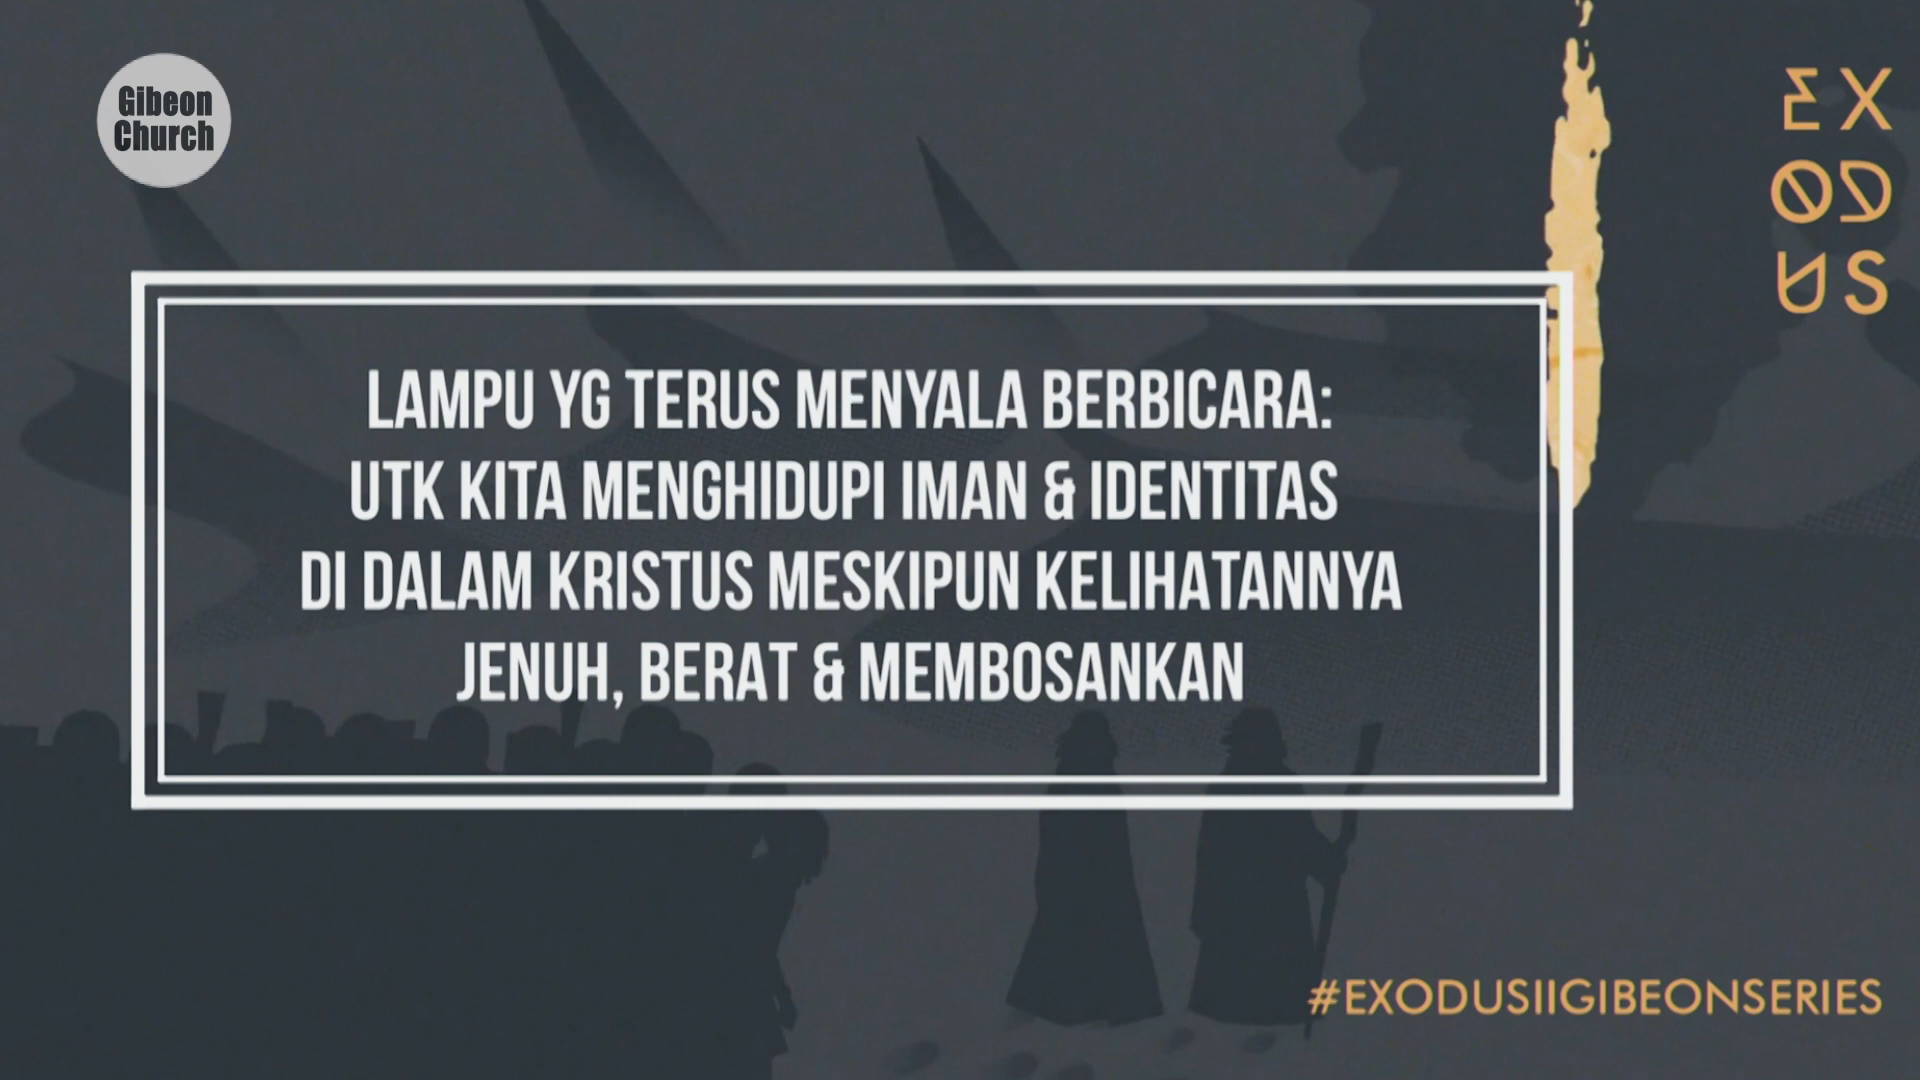 Gibeon
Church
EX
OD
US
LAMPU YG TERUS MENYALA BERBICARA:
UTK KITA MENGHIDUPI IMAN & IDENTITAS
DI DALAM KRISTUS MESKIPUN KELIHATANNYA
JENUH, BERAT & MEMBOSANKAN
#EXODUSIIGIBEONSERIES